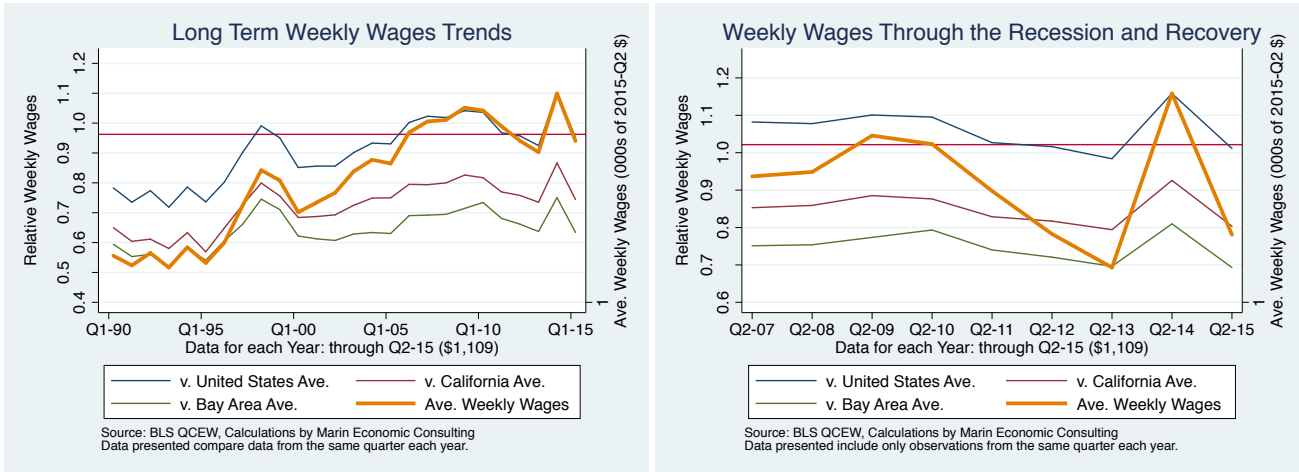 Long Term Weekly Wages Trends
Relative Weekly Wages
1.2
1.1
1.0
0.9
0.8
0.7
0.6
0.5
0.4
1
Ave. Weekly Wages (000s of 2015-Q2 $)
Q1-90 Q1-95 Q1-00 Q1-05 Q1-10 Q1-15
Data for each Year: through Q2-15 ($1,109)
v. United States Ave. v. California Ave.
v. Bay Area Ave. Ave. Weekly Wages
Source: BLS QCEW, Calculations by Marin Economic Consulting
Data presented compare data from the same quarter each year.
Weekly Wages Through the Recession and Recovery
Relative Weekly Wages
1.2
1.1
1.0
0.9
0.8
0.7
0.6
1
Ave. Weekly Wages (000s of 2015-Q2 $)
Q2-07 Q2-08 Q2-09 Q2-10 Q2-11 Q2-12 Q2-13 Q2-14 Q2-15
Data for each Year: through Q2-15 ($1,109)
v. United States Ave. v. California Ave.
v. Bay Area Ave. Ave. Weekly Wages
Source: BLS QCEW, Calculations by Marin Economic Consulting
Data presented include only observations from the same quarter each year.